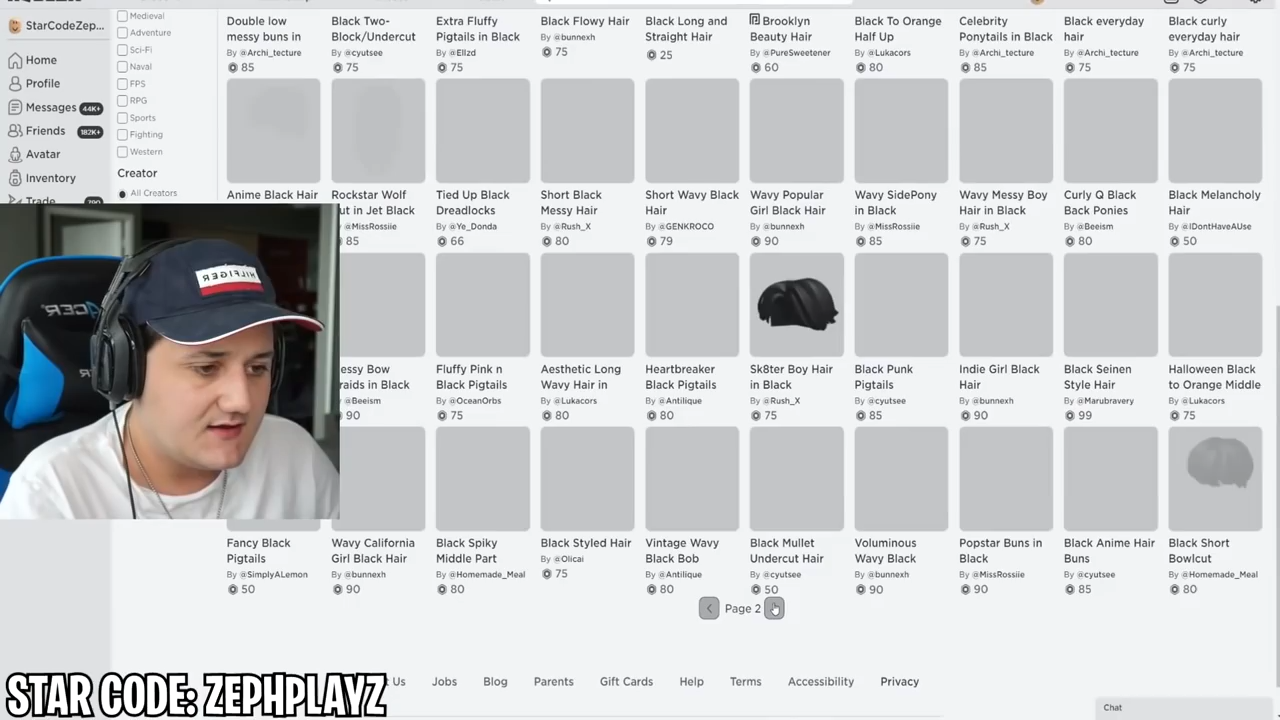 StarCodeZep...
Home
Profile
Messages 44K+
Friends 182K+
Avatar
Inventory
Trade 790
Medieval
Adventure
Sci-Fi
Naval
FPS
RPG
Sports
Fighting
Western
Creator
All Creators
Double low messy buns in
By @Archi_tecture
85
Black Two-Block/Undercut
By @cyutsee
75
Extra Fluffy Pigtails in Black
By @Ellzd
75
Black Flowy Hair
By @bunnexh
75
Black Long and Straight Hair
25
Brooklyn Beauty Hair
By @PureSweetener
60
Black To Orange Half Up
By @Lukacors
80
Celebrity Ponytails in Black
By @Archi_tecture
85
Black everyday hair
By @Archi_tecture
75
Black curly everyday hair
By @Archi_tecture
75
Anime Black Hair
Rockstar Wolf
ut in Jet Black
@MissRossiie
85
Tied Up Black Dreadlocks
By @Ye_Donda
66
Short Black Messy Hair
By @Rush_X
80
Short Wavy Black Hair
By @GENKROCO
79
Wavy Popular Girl Black Hair
By @bunnexh
90
Wavy SidePony in Black
By @MissRossiie
85
Wavy Messy Boy Hair in Black
By @Rush_X
75
Curly Q Black Back Ponies
By @Beeism
80
Black Melancholy Hair
By @IDontHaveAUse
50
essy Bow
raids in Black
@Beeism
90
Fluffy Pink n Black Pigtails
By @OceanOrbs
75
Aesthetic Long Wavy Hair in
By @Lukacors
80
Heartbreaker Black Pigtails
By @Antilique
80
Sk8ter Boy Hair in Black
By @Rush_X
75
Black Punk Pigtails
By @cyutsee
85
Indie Girl Black Hair
By @bunnexh
90
Black Seinen Style Hair
By @Marubravery
99
Halloween Black to Orange Middle
By @Lukacors
75
Fancy Black Pigtails
By @SimplyALemon
50
Wavy California Girl Black Hair
By @bunnexh
90
Black Spiky Middle Part
By @Homemade_Meal
80
Black Styled Hair
By @Olicai
75
Vintage Wavy Black Bob
By @Antilique
80
Black Mullet Undercut Hair
By @cyutsee
50
Voluminous Wavy Black
By @bunnexh
90
Popstar Buns in Black
By @MissRossiie
90
Black Anime Hair Buns
By @cyutsee
85
Black Short Bowlcut
By @Homemade_Meal
80
Page 2
HILFIGER
ACER
STAR CODE: ZEPHPLAYZ
Us
Jobs
Blog
Parents
Gift Cards
Help
Terms
Accessibility
Privacy
Chat